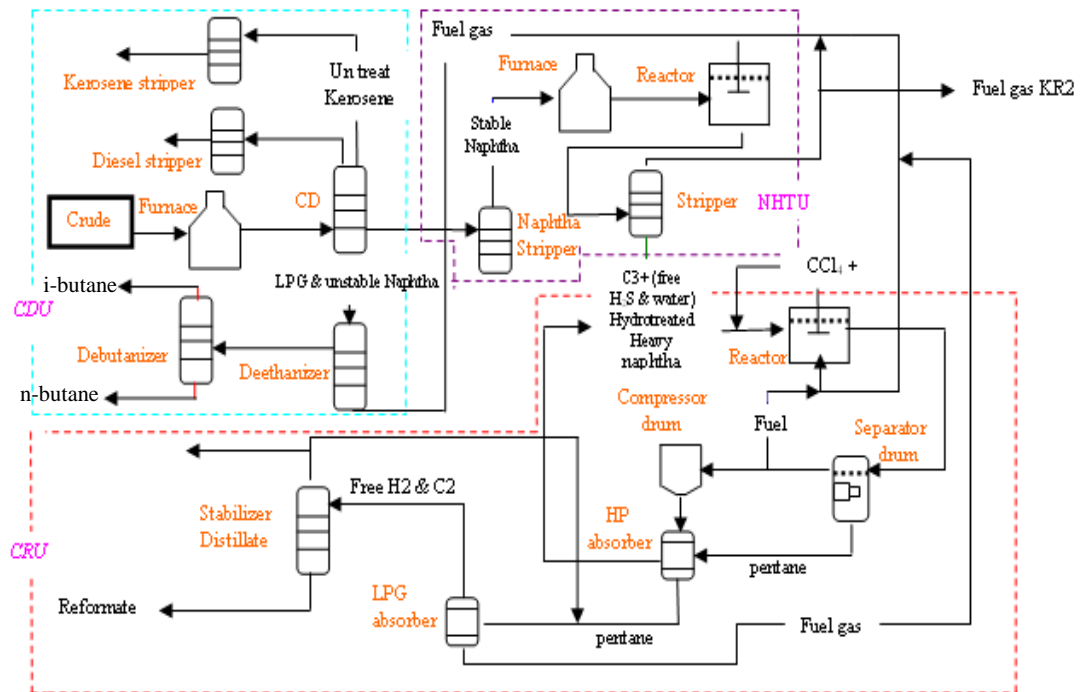 Fuel gas
Furnace
Reactor
Kerosene stripper
Un treat
Kerosene
Fuel gas KR2
Stable
Naphtha
Diesel stripper
Crude
Furnace
CD
Naphtha
Stripper
Stripper
NHTU
LPG & unstable Naphtha
i-butane
CDU
Debutanizer
Deethanizer
n-butane
C3+ (free
H2S & water)
Hydrotreated
Heavy
naphtha
CCl4 +
Reactor
Compressor
drum
Fuel
Separator
drum
Free H2 & C2
Stabilizer
Distillate
HP
absorber
CRU
pentane
Reformate
LPG
absorber
pentane
Fuel gas